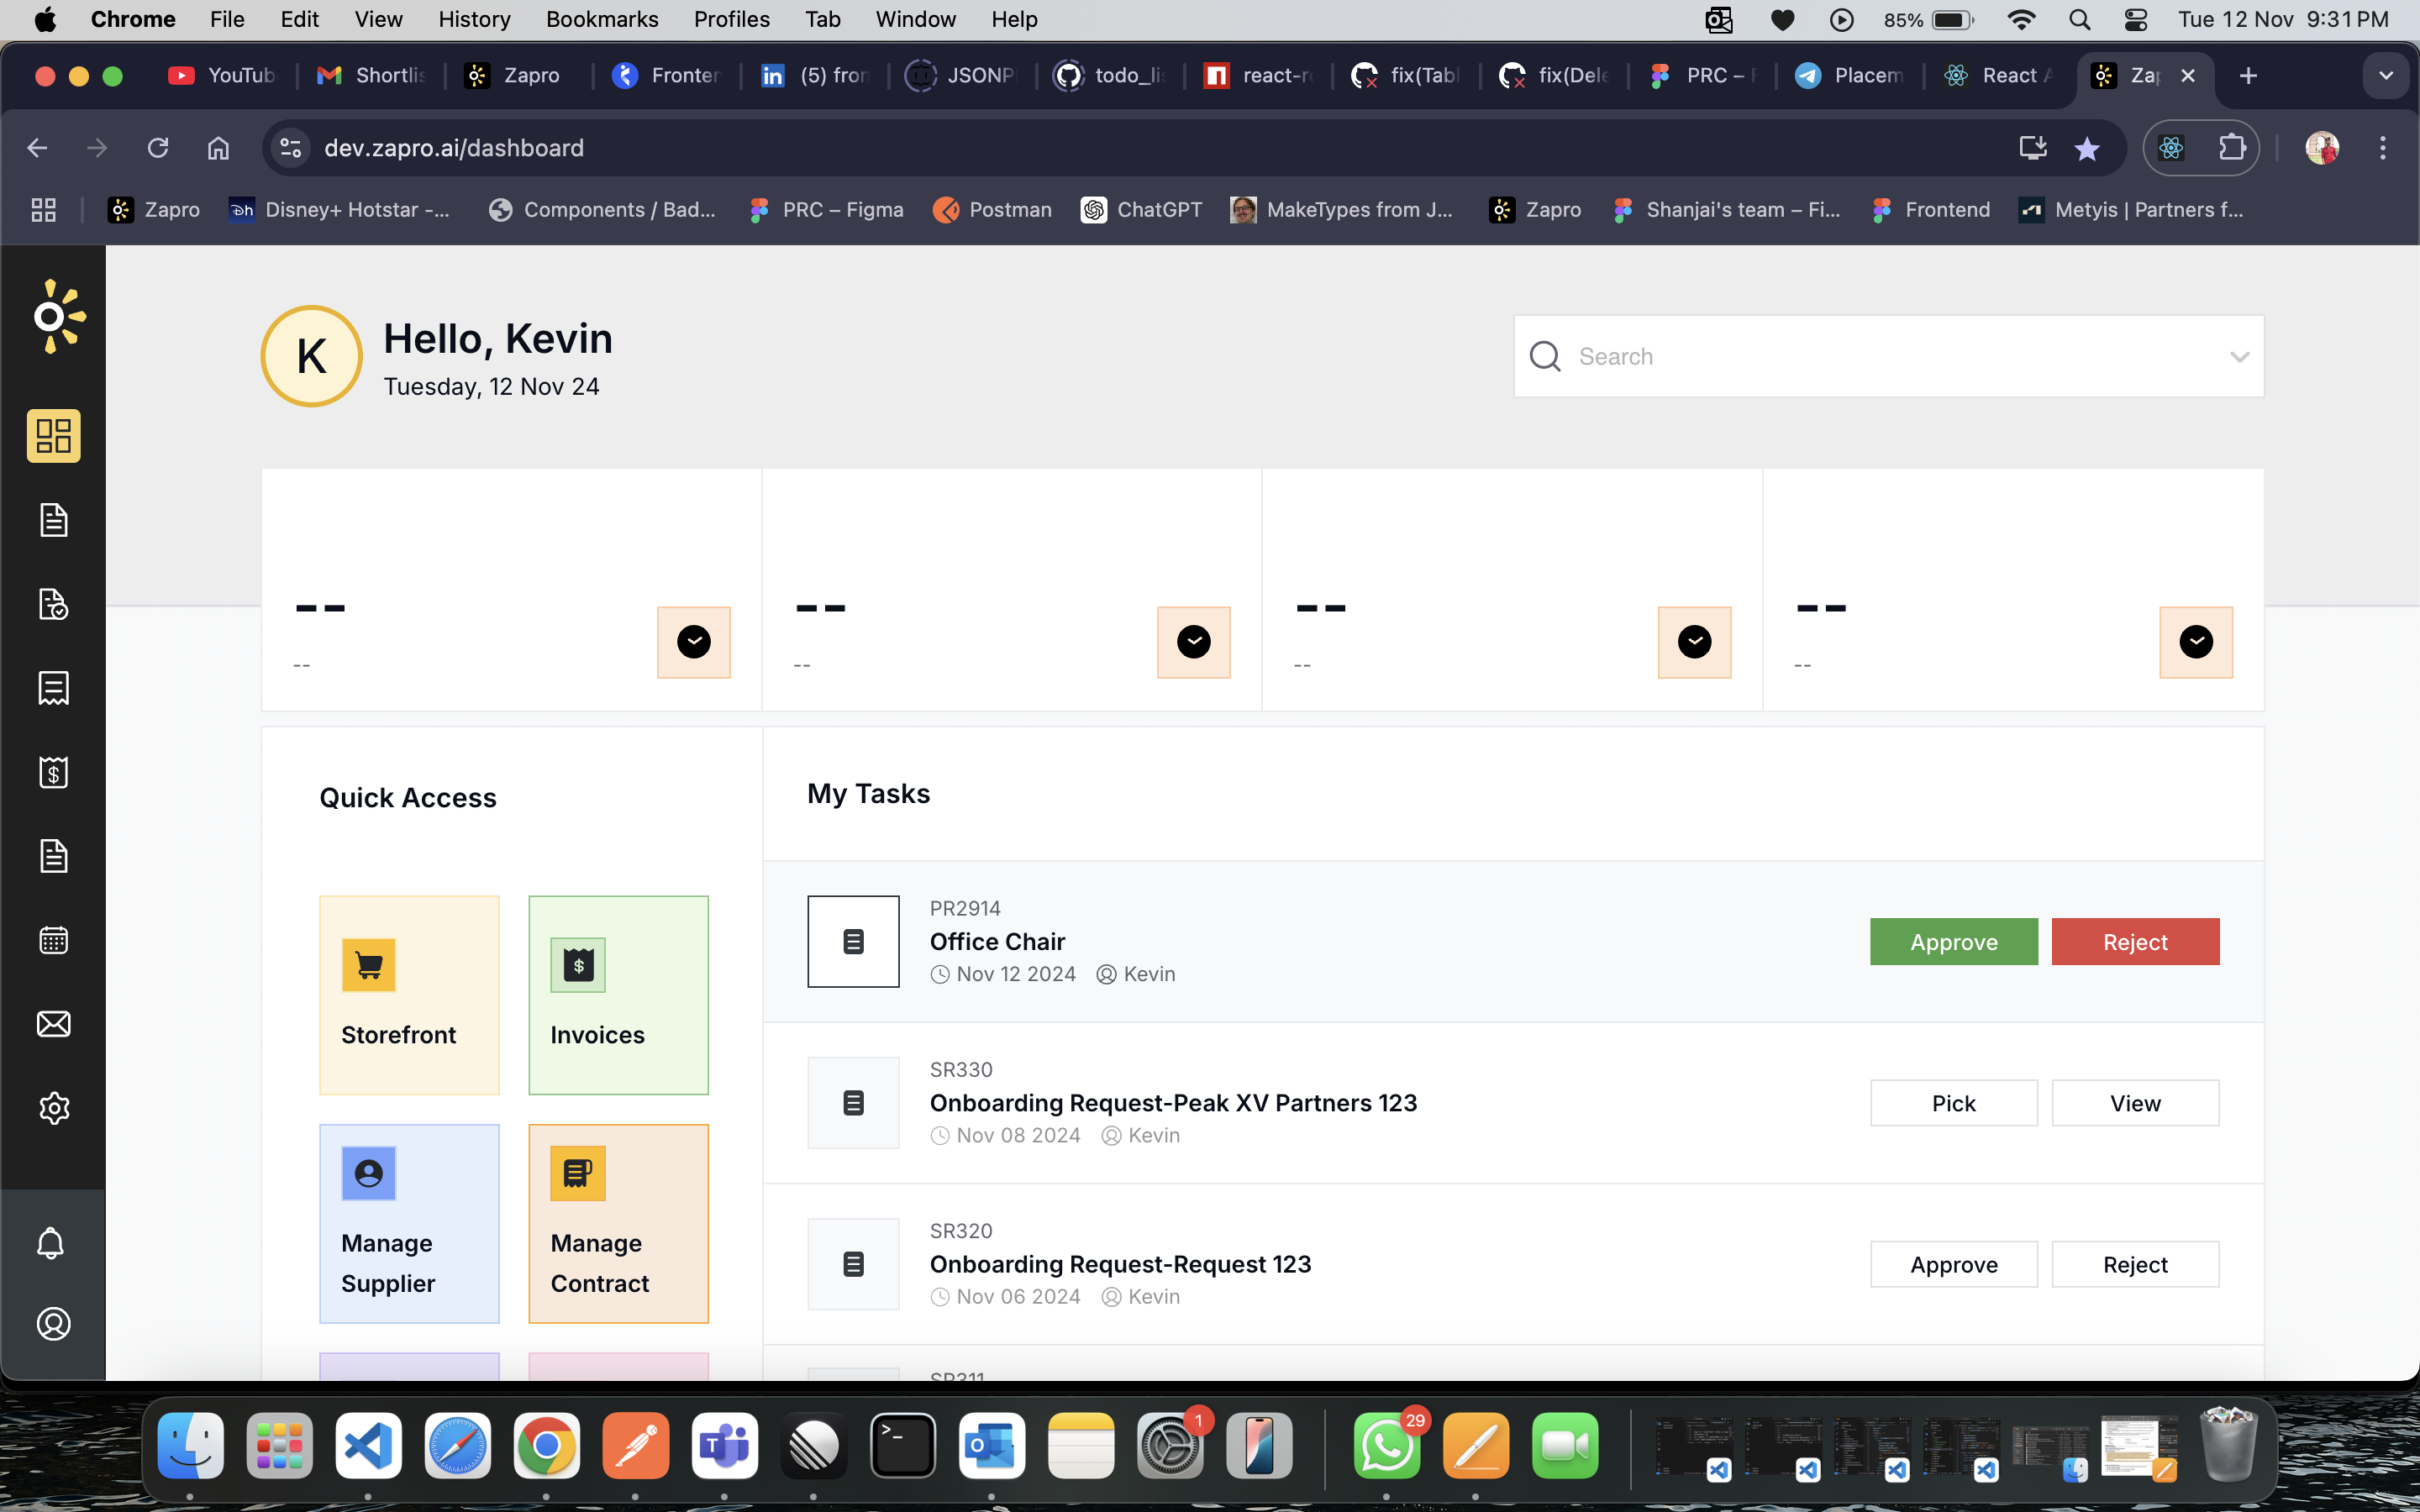 Chrome File Edit View History Bookmarks Profiles Tab Window Help 85% Tue 12 Nov 9:31 PM
YouTub Shortlis Zapro Fronter (5) fron JSONP todo_li react-r fix(Tabl fix(Dele PRC – F Placem React A Zap
dev.zapro.ai/dashboard
Zapro Disney+ Hotstar -... Components / Bad... PRC – Figma Postman ChatGPT MakeTypes from J... Zapro Shanjai's team – Fi... Frontend Metyis | Partners f...
K
Hello, Kevin
Tuesday, 12 Nov 24
Search
-- -- -- --
-- -- -- --
Quick Access
Storefront
Invoices
Manage
Supplier
Manage
Contract
My Tasks
PR2914
Office Chair
Nov 12 2024 Kevin
Approve Reject
SR330
Onboarding Request-Peak XV Partners 123
Nov 08 2024 Kevin
Pick View
SR320
Onboarding Request-Request 123
Nov 06 2024 Kevin
Approve Reject
SR311
1 29